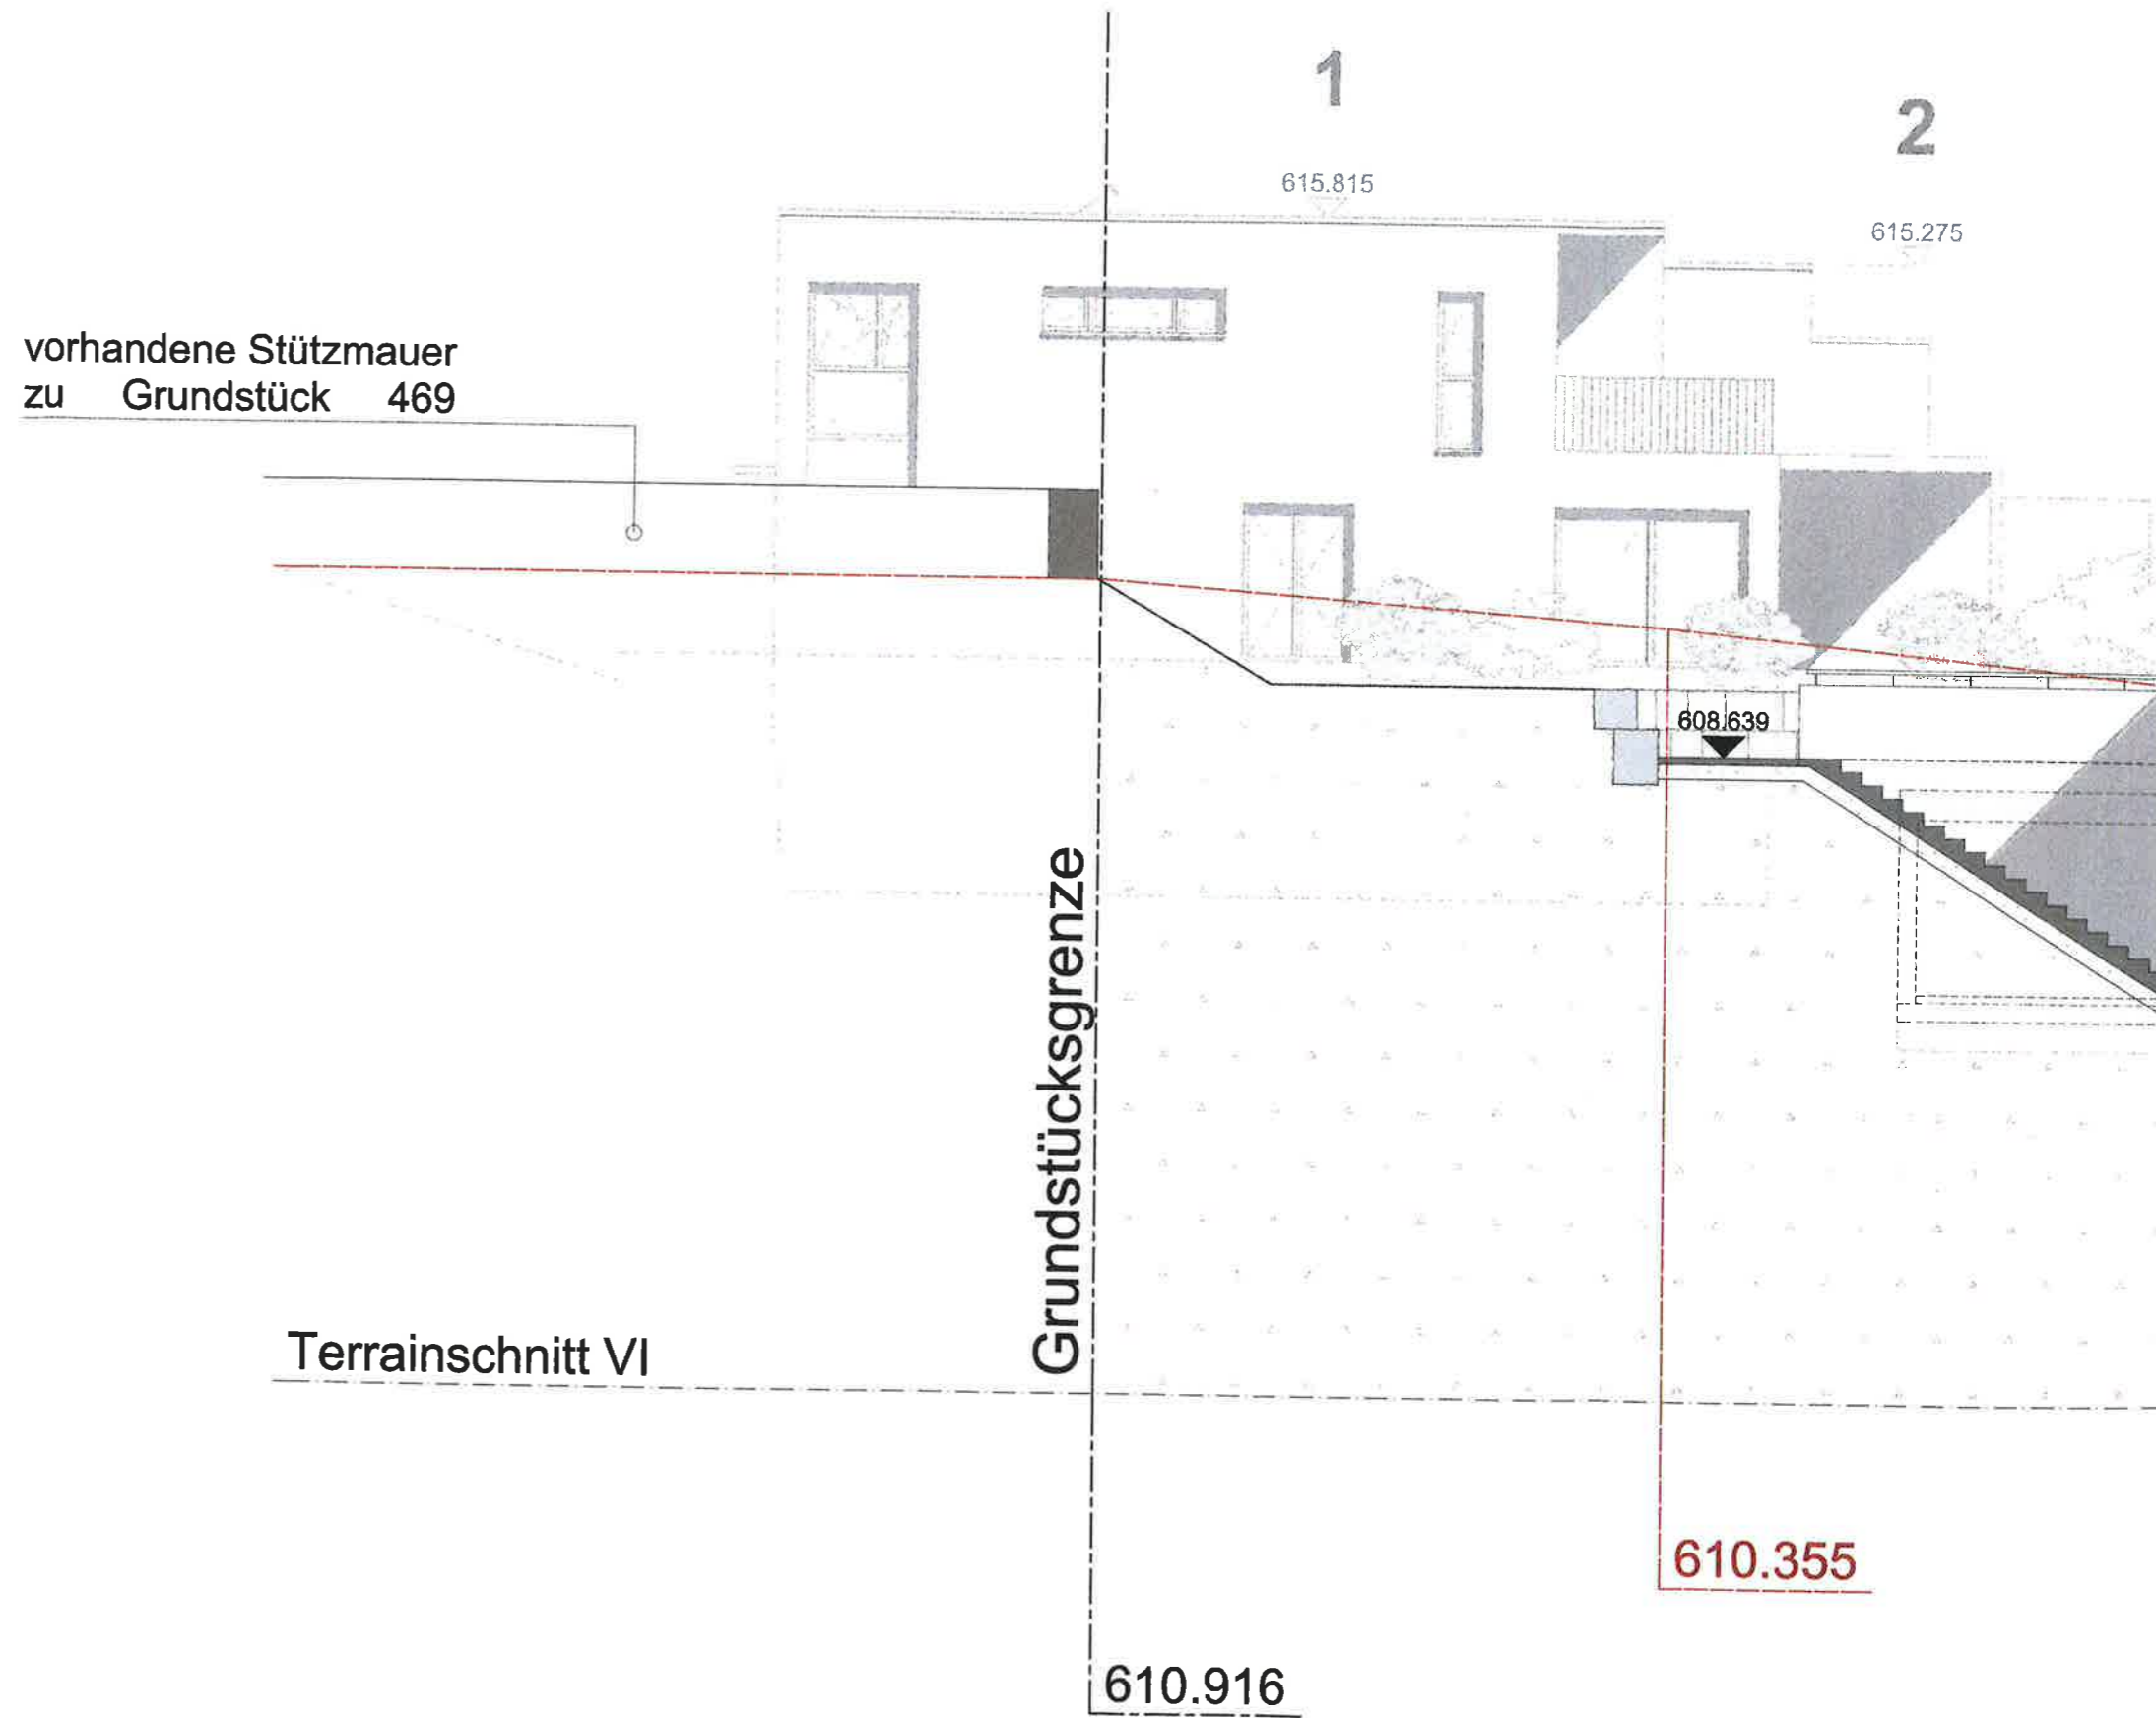 1
2
615.815
615.275
vorhandene Stützmauer
zu Grundstück 469
608.639
Grundstücksgrenze
Terrainschnitt VI
610.355
610.916